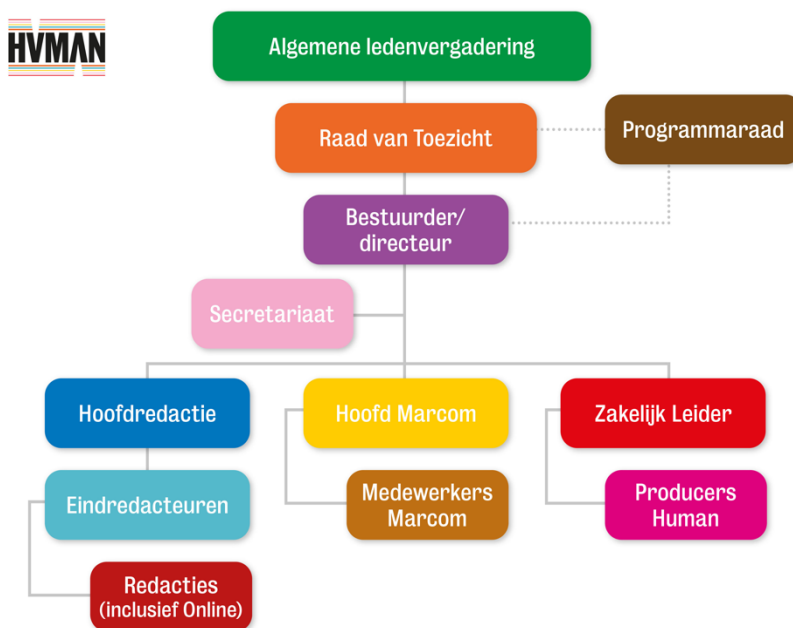 HVMAN
Algemene ledenvergadering
Raad van Toezicht
Programmaraad
Bestuurder/
directeur
Secretariaat
Hoofdredactie
Hoofd Marcom
Zakelijk Leider
Eindredacteuren
Medewerkers
Marcom
Producers
Human
Redacties
(inclusief Online)